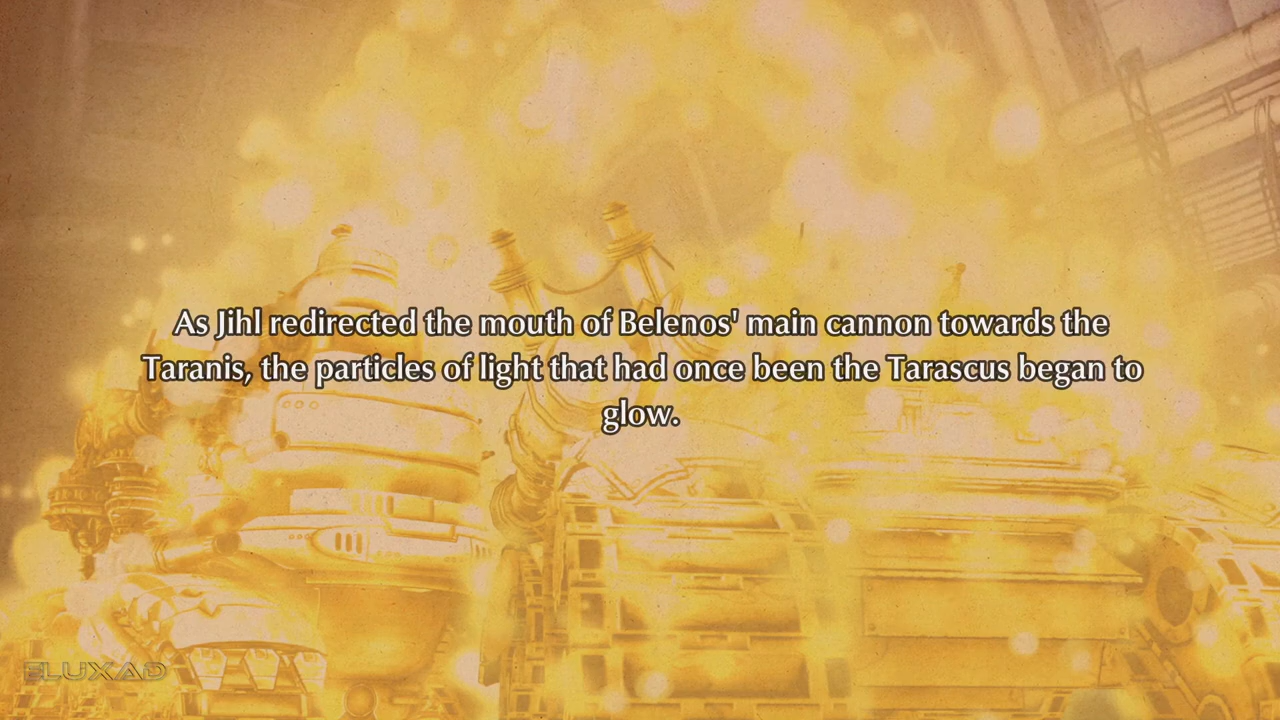 As Jihl redirected the mouth of Belenos' main cannon towards the
Taranis, the particles of light that had once been the Tarascus began to
glow.
ELUXAD